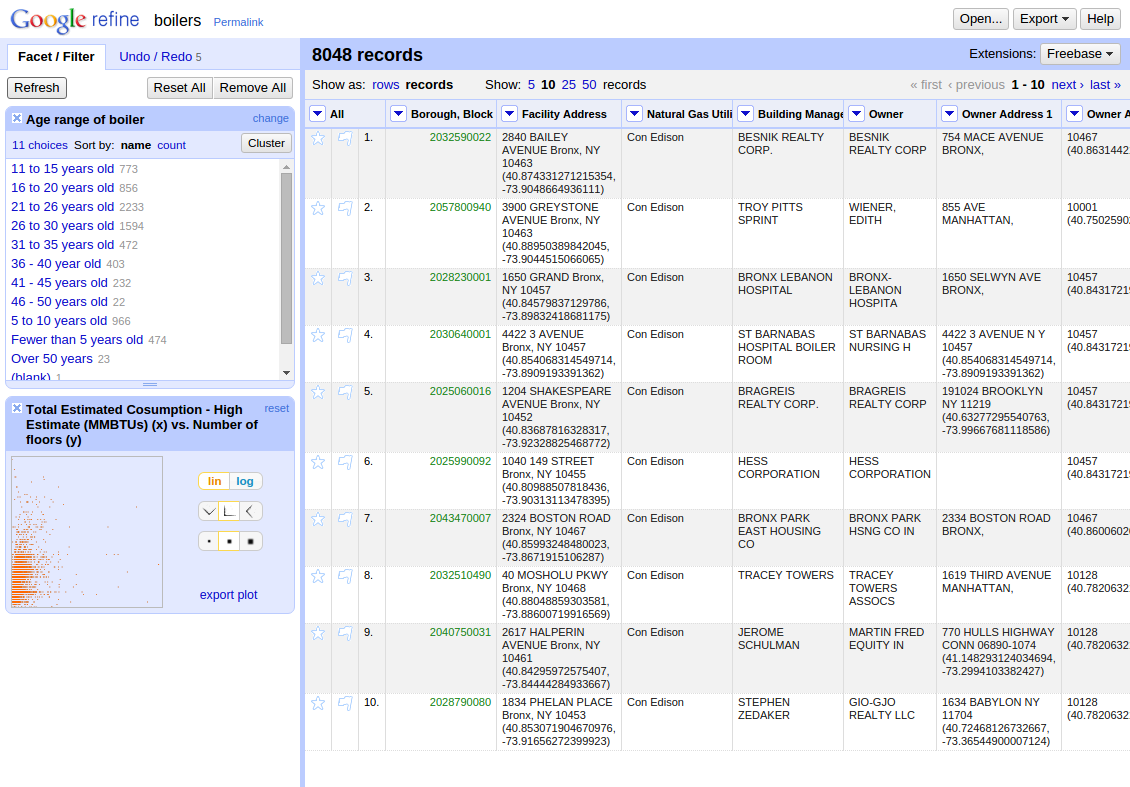 Google refine boilers Permalink
Open... Export Help
Facet / Filter Undo / Redo 5
Refresh Reset All Remove All
Age range of boiler change
11 choices Sort by: name count Cluster
11 to 15 years old 773
16 to 20 years old 856
21 to 26 years old 2233
26 to 30 years old 1594
31 to 35 years old 472
36 - 40 year old 403
41 - 45 year old 232
46 - 50 years old 22
5 to 10 years old 966
Fewer than 5 years old 474
Over 50 years 23
(blank) 1
Total Estimated Cosumption - High reset
Estimate (MMBTUs) (x) vs. Number of
floors (y)
lin log
export plot
8048 records
Extensions: Freebase
Show as: rows records Show: 5 10 25 50 records
« first ‹ previous 1 - 10 next › last »
All Borough, Block Facility Address Natural Gas Utili Building Manage Owner Owner Address 1 Owner A
1. 2032590022 2840 BAILEY Con Edison BESNIK REALTY BESNIK 754 MACE AVENUE 10467
AVENUE Bronx, NY CORP. REALTY CORP BRONX, (40.8631442
10463
(40.874331271215354,
-73.9048664936111)
2. 2057800940 3900 GREYSTONE Con Edison TROY PITTS WIENER, 855 AVE 10001
AVENUE Bronx, NY SPRINT EDITH MANHATTAN, (40.7502590
10463
(40.88950389842045,
-73.9044515066065)
3. 2028230001 1650 GRAND Bronx, Con Edison BRONX LEBANON BRONX- 1650 SELWYN AVE 10457
NY 10457 HOSPITAL LEBANON BRONX, (40.8431721
(40.84579837129786, HOSPITA
-73.89832418681175)
4. 2030640001 4422 3 AVENUE Con Edison ST BARNABAS ST BARNABAS 4422 3 AVENUE N Y 10457
Bronx, NY 10457 HOSPITAL BOILER NURSING H 10457 (40.8431721
(40.854068314549714, ROOM (40.854068314549714,
-73.8909193391362) -73.8909193391362)
5. 2025060016 1204 SHAKESPEARE Con Edison BRAGREIS BRAGREIS 191024 BROOKLYN 10457
AVENUE Bronx, NY REALTY CORP. REALTY CORP NY 11219 (40.8431721
10452 (40.63277295540763,
(40.83687816328317, -73.99667681118586)
-73.92328825468772)
6. 2025990092 1040 149 STREET Con Edison HESS HESS 10457
Bronx, NY 10455 CORPORATION CORPORATION (40.8431721
(40.80988507818436,
-73.90313113478395)
7. 2043470007 2324 BOSTON ROAD Con Edison BRONX PARK BRONX PARK 2334 BOSTON ROAD 10467
Bronx, NY 10467 EAST HOUSING HSNG CO IN BRONX, (40.8600602
(40.85993248480023, CO
-73.8671915106287)
8. 2032510490 40 MOSHOLU PKWY Con Edison TRACEY TOWERS TRACEY 1619 THIRD AVENUE 10128
Bronx, NY 10468 TOWERS MANHATTAN, (40.7820632
(40.88048859303581, ASSOCS
-73.88600719916569)
9. 2040750031 2617 HALPERIN Con Edison JEROME MARTIN FRED 770 HULLS HIGHWAY 10128
AVENUE Bronx, NY SCHULMAN EQUITY IN CONN 06890-1074 (40.7820632
10461 (41.148293124034694,
(40.84295972575407, -73.2994103382427)
-73.84444284933667)
10. 2028790080 1834 PHELAN PLACE Con Edison STEPHEN GIO-GJO 1634 BABYLON NY 10128
Bronx, NY 10453 ZEDAKER REALTY LLC 11704 (40.7820632
(40.853071904670976, (40.72468126732667,
-73.91656272399923) -73.36544900007124)